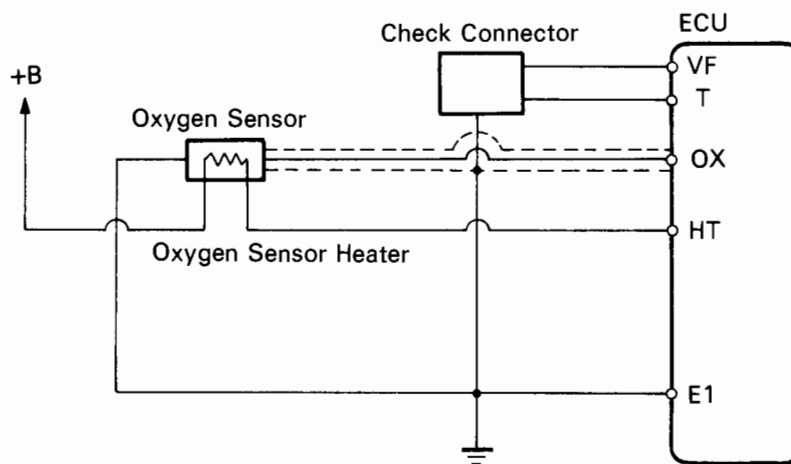 ECU
Check Connector
VF
+B
T
Oxygen Sensor
OX
HT
Oxygen Sensor Heater
E1